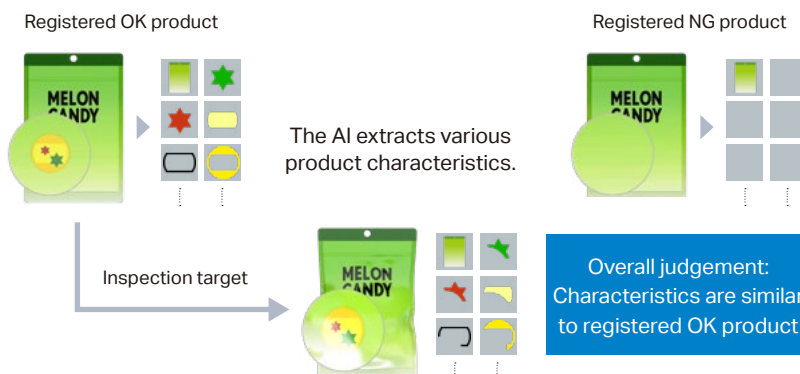 Registered OK product
Registered NG product
MELON
CANDY
MELON
CANDY
The AI extracts various
product characteristics.
Inspection target
MELON
CANDY
Overall judgement:
Characteristics are similar
to registered OK product